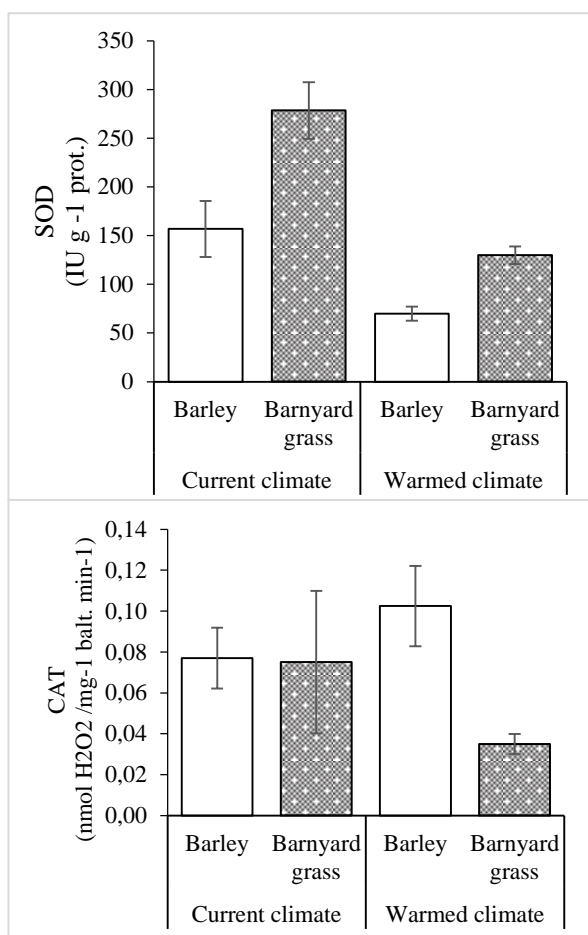 350
300
250
200
150
100
50
0
SOD
(IU g -1 prot.)
Barley Barnyard grass Barley Barnyard grass
Current climate Warmed climate
0,14
0,12
0,10
0,08
0,06
0,04
0,02
0,00
CAT
(nmol H2O2 /mg-1 balt. min-1)
Barley Barnyard grass Barley Barnyard grass
Current climate Warmed climate